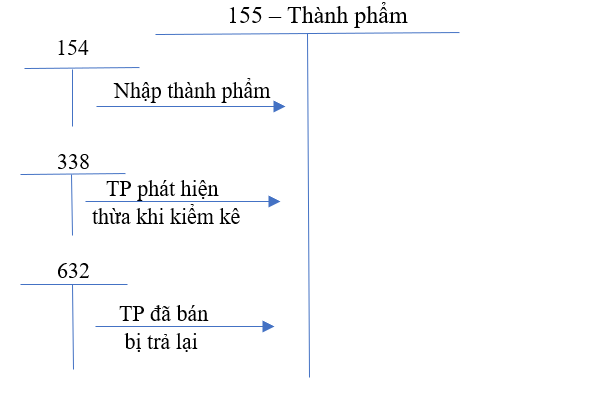 155 – Thành phẩm
154
Nhập thành phẩm
338
TP phát hiện
thừa khi kiểm kê
632
TP đã bán
bị trả lại